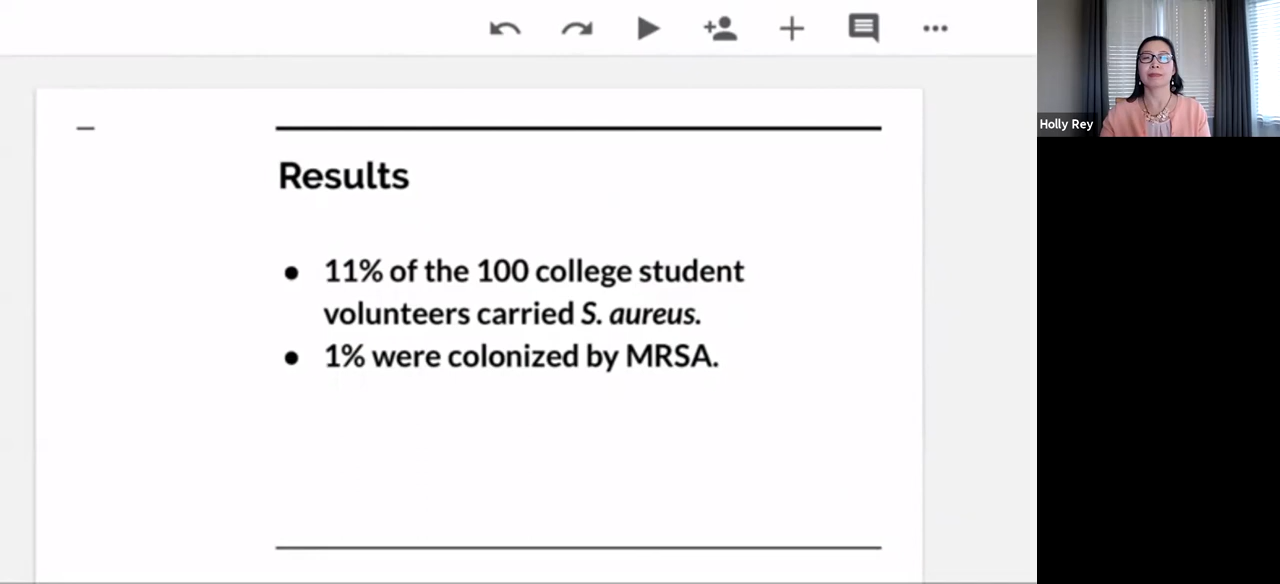 Results
● 11% of the 100 college student
volunteers carried S. aureus.
● 1% were colonized by MRSA.
Holly Rey